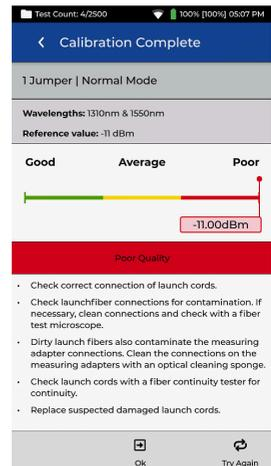 Test Count: 4/2500 100% [100%] 05:07 PM
Calibration Complete
1 Jumper | Normal Mode
Wavelengths: 1310nm & 1550nm
Reference value: -11 dBm
Good Average Poor
-11.00dBm
Poor Quality
• Check correct connection of launch cords.
• Check launchfiber connections for contamination. If
necessary, clean connections and check with a fiber
test microscope.
• Dirty launch fibers also contaminate the measuring
adapter connections. Clean the connections on the
measuring adapters with an optical cleaning sponge.
• Check launch cords with a fiber continuity tester for
continuity.
• Replace suspected damaged launch cords.
Ok Try Again